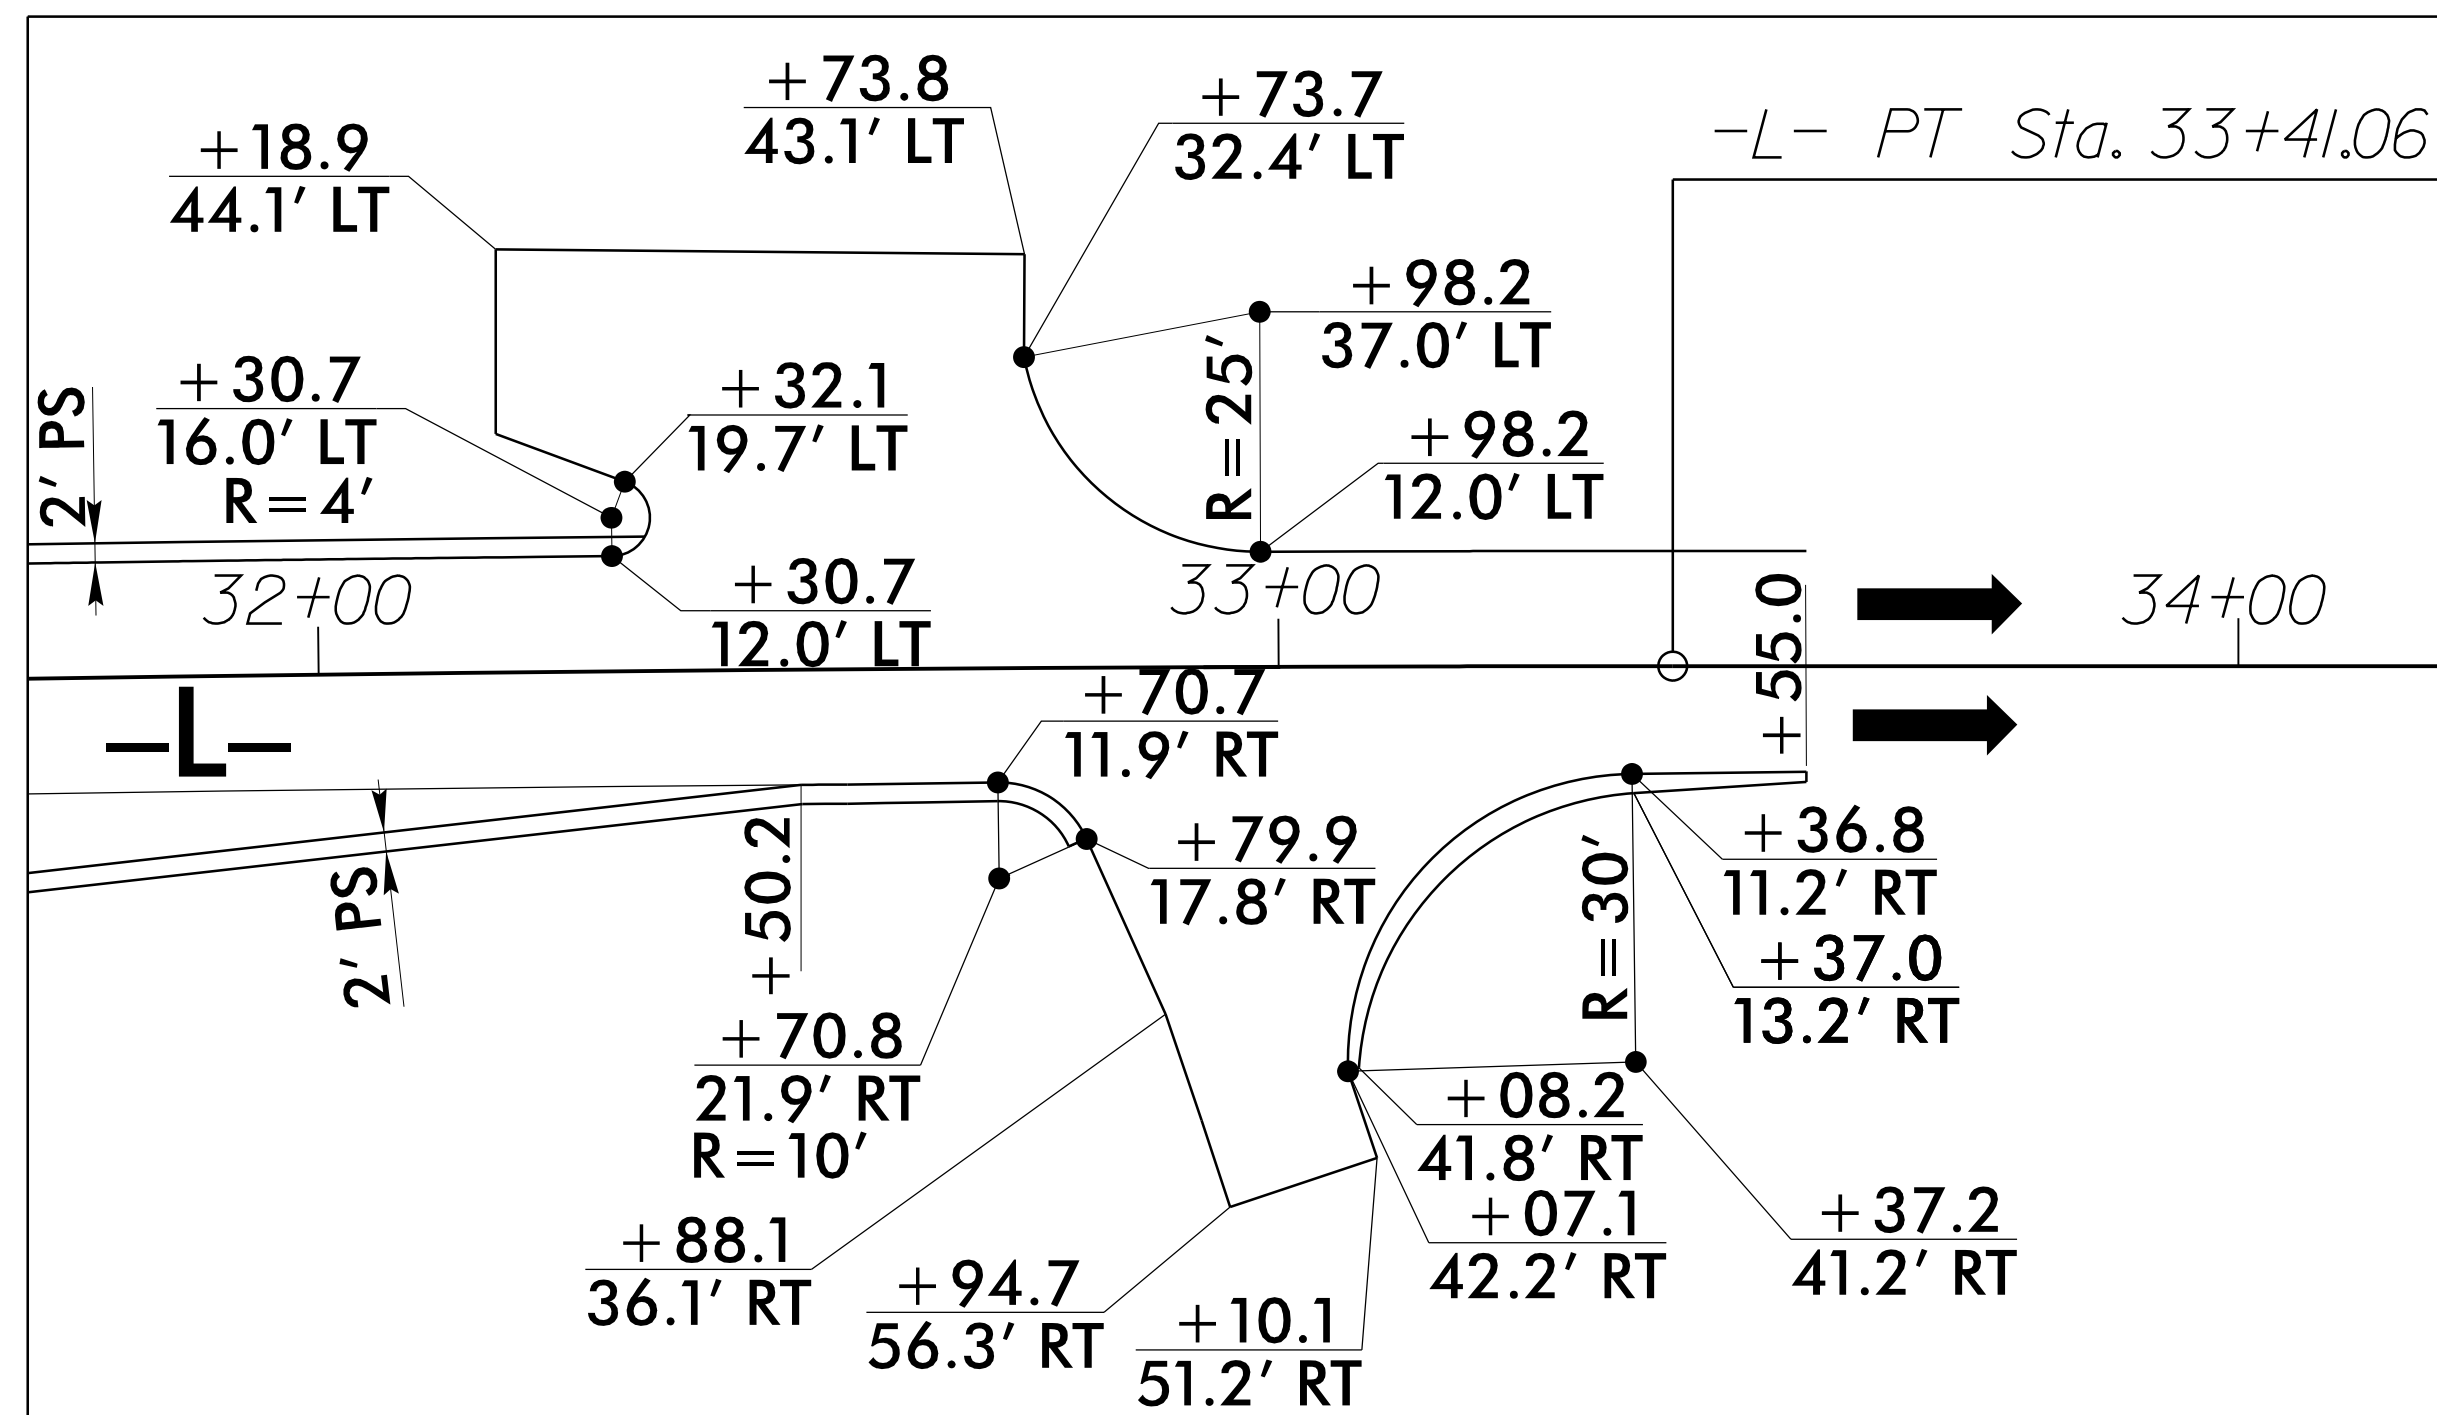 +73.8
43.1' LT
+73.7
32.4' LT
-L- PT Sta. 33+41.06
+18.9
44.1' LT
+98.2
37.0' LT
R=25'
2' PS
+30.7
16.0' LT
R=4'
+32.1
19.7' LT
+98.2
12.0' LT
32+00
+30.7
12.0' LT
33+00
+55.0
34+00
-L-
+70.7
11.9' RT
2' PS
+50.2
+79.9
17.8' RT
R=30'
+36.8
11.2' RT
+37.0
13.2' RT
+70.8
21.9' RT
R=10'
+08.2
41.8' RT
+07.1
42.2' RT
+37.2
41.2' RT
+88.1
36.1' RT
+94.7
56.3' RT
+10.1
51.2' RT